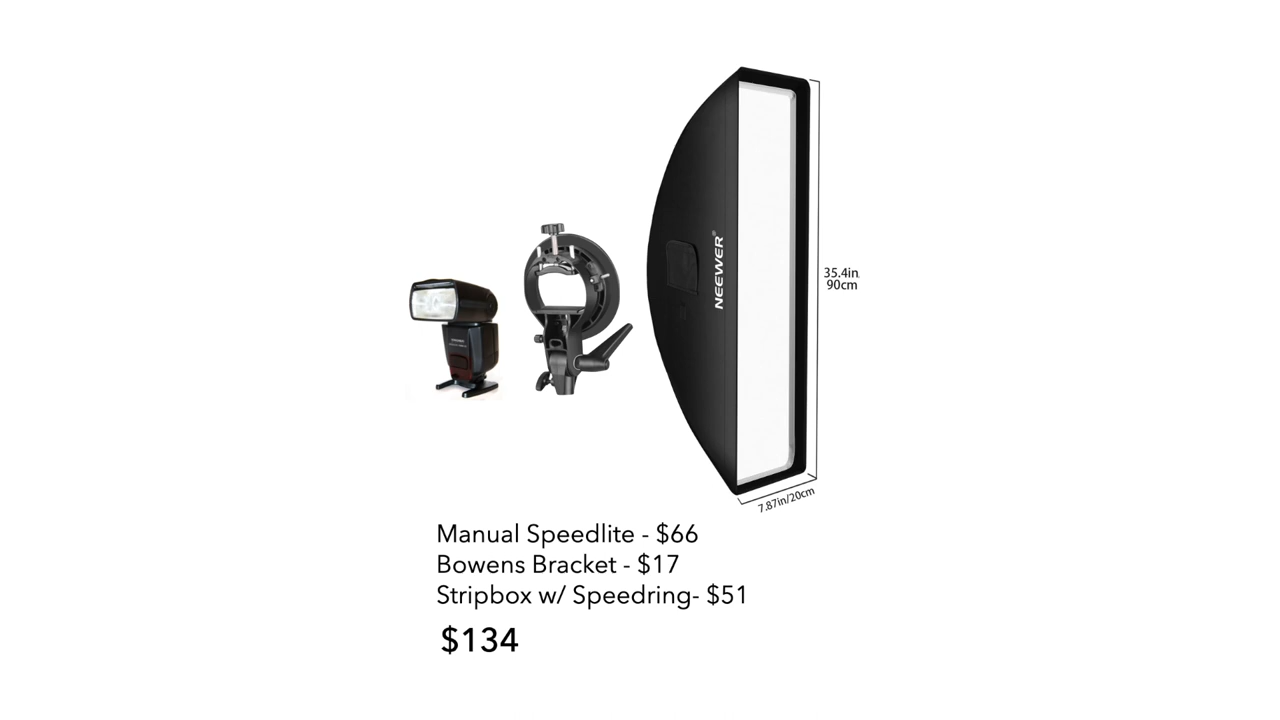 NEEWER®
35.4in
90cm
7.87in/20cm
Manual Speedlite - $66
Bowens Bracket - $17
Stripbox w/ Speedring- $51
$134